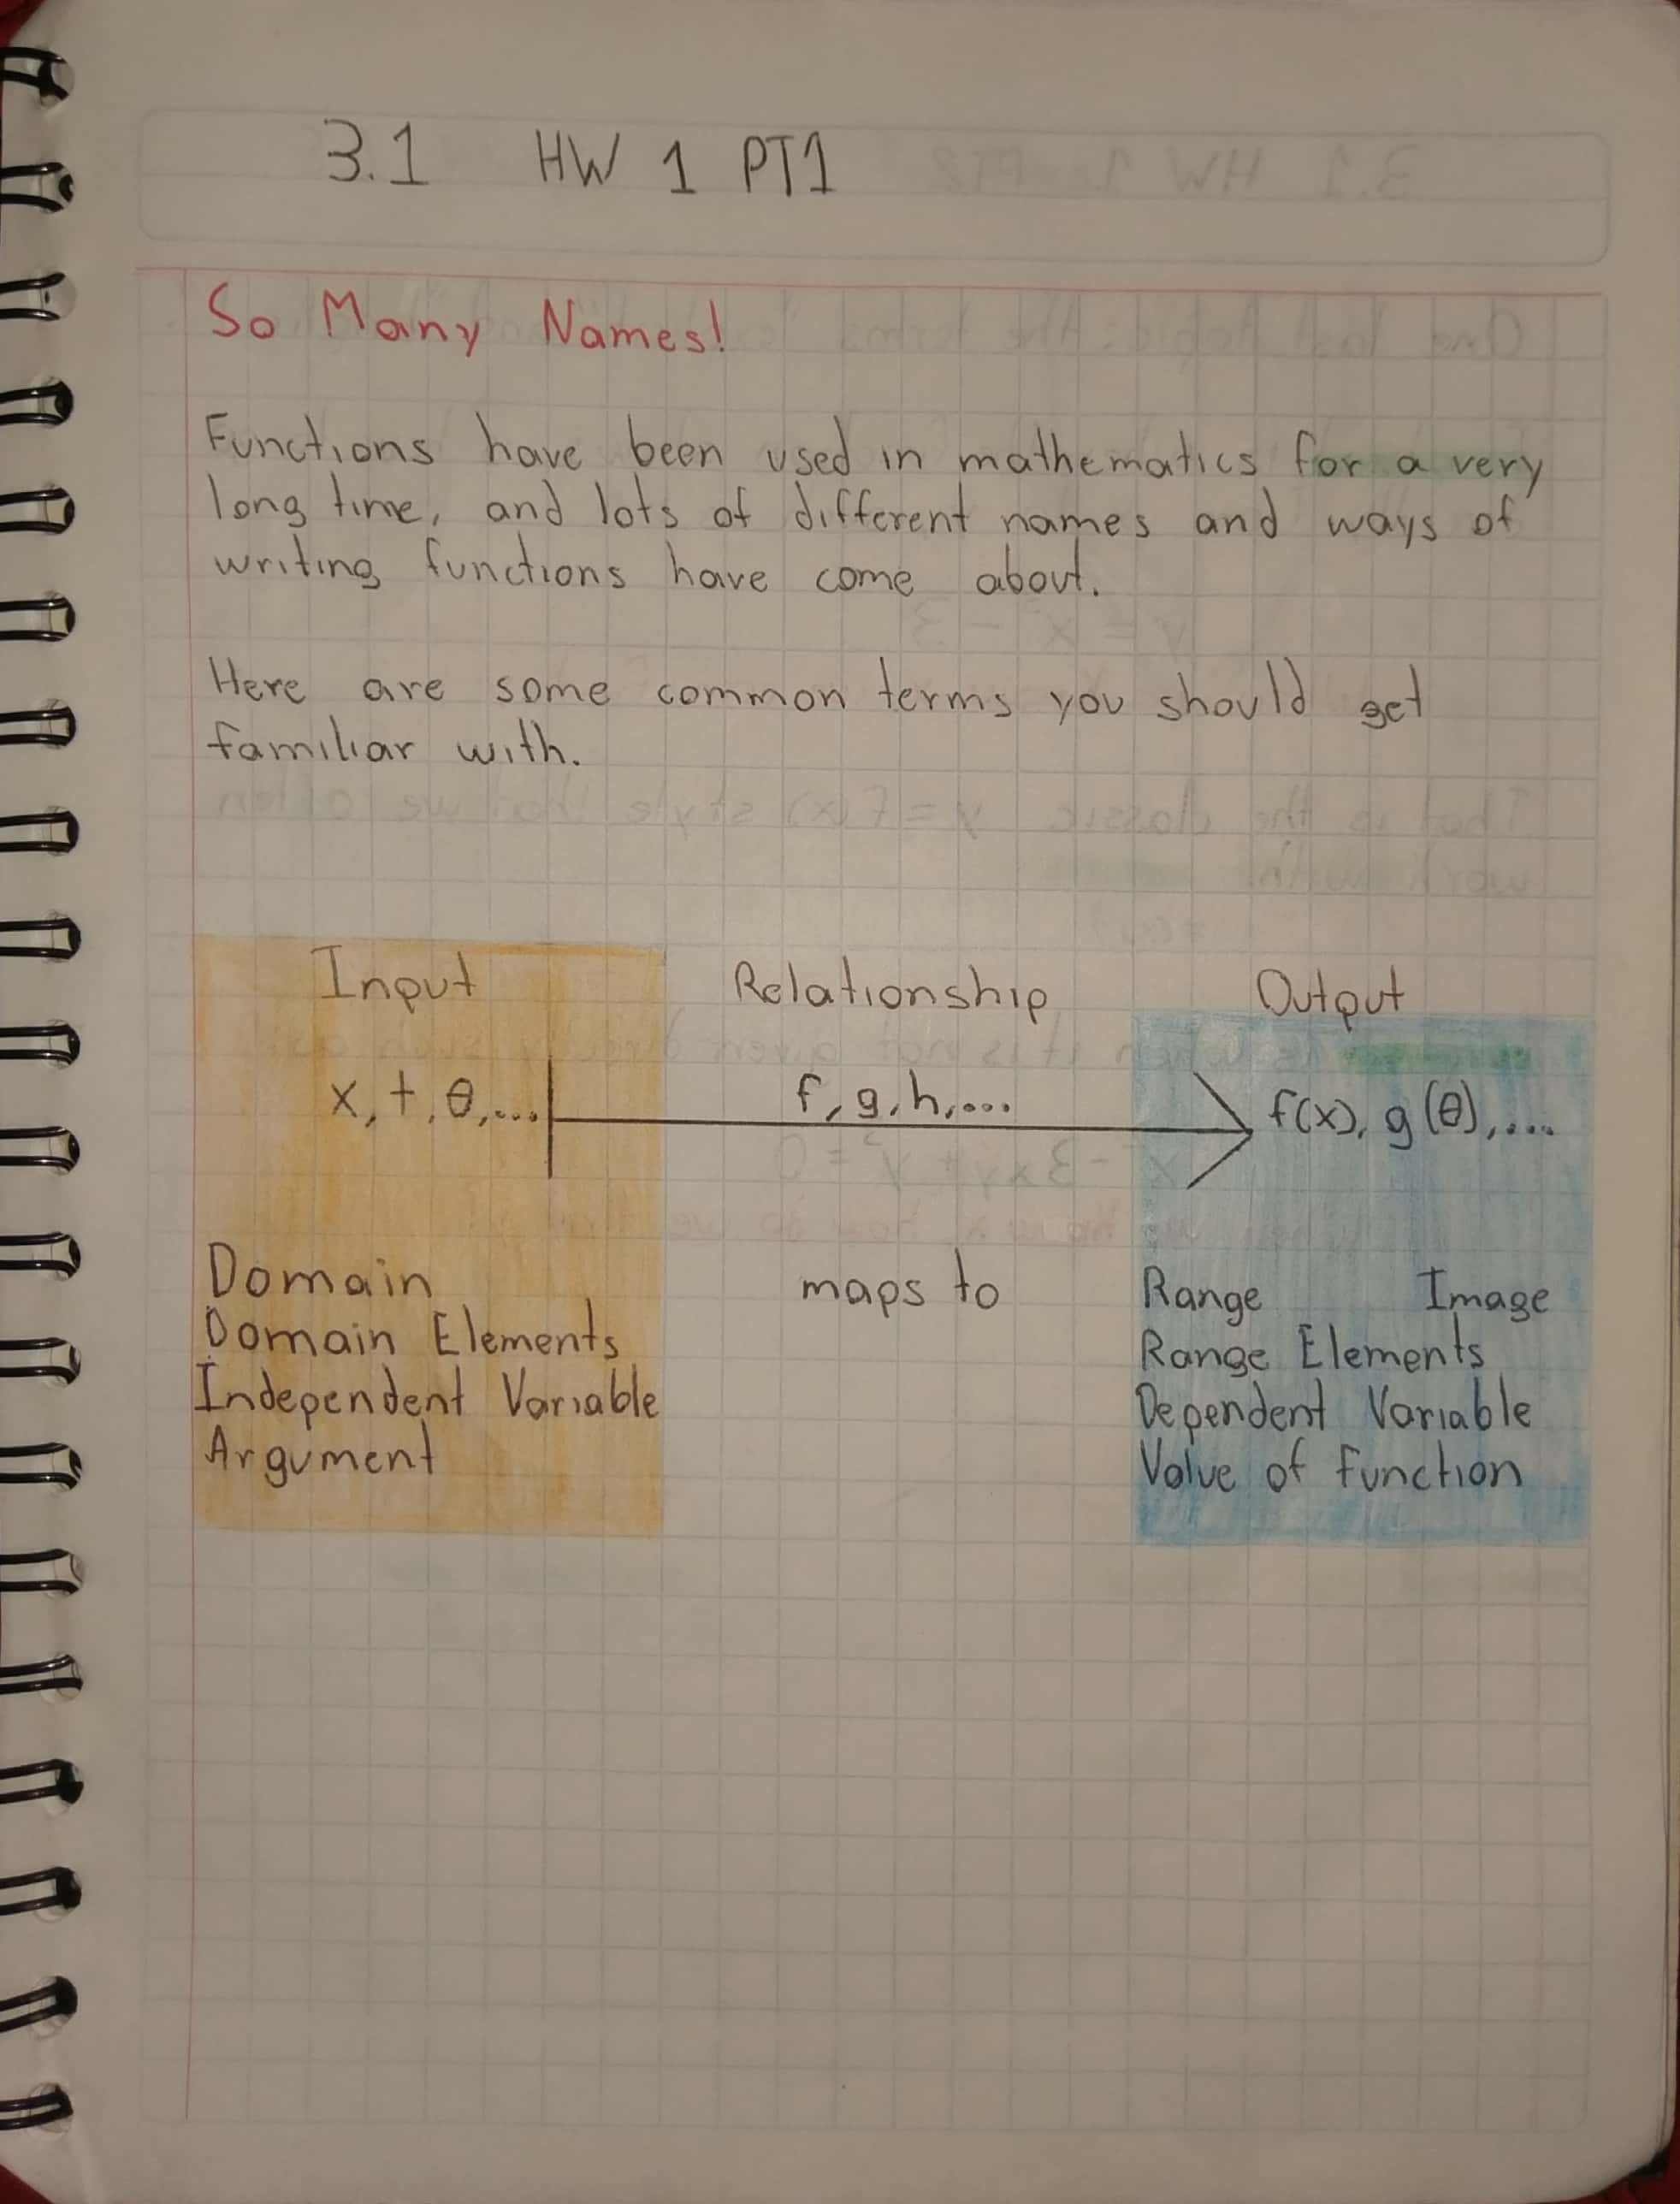 3.1 HW 1 PT1
So Many Names!
Functions have been used in mathematics for a very
long time, and lots of different names and ways of
writing functions have come about.
Here are some common terms you should get
familiar with.
Input Relationship Output
x, t, θ,... f, g, h,... f(x), g(θ),...
Domain maps to Range Image
Domain Elements Range Elements
Independent Variable Dependent Variable
Argument Value of function